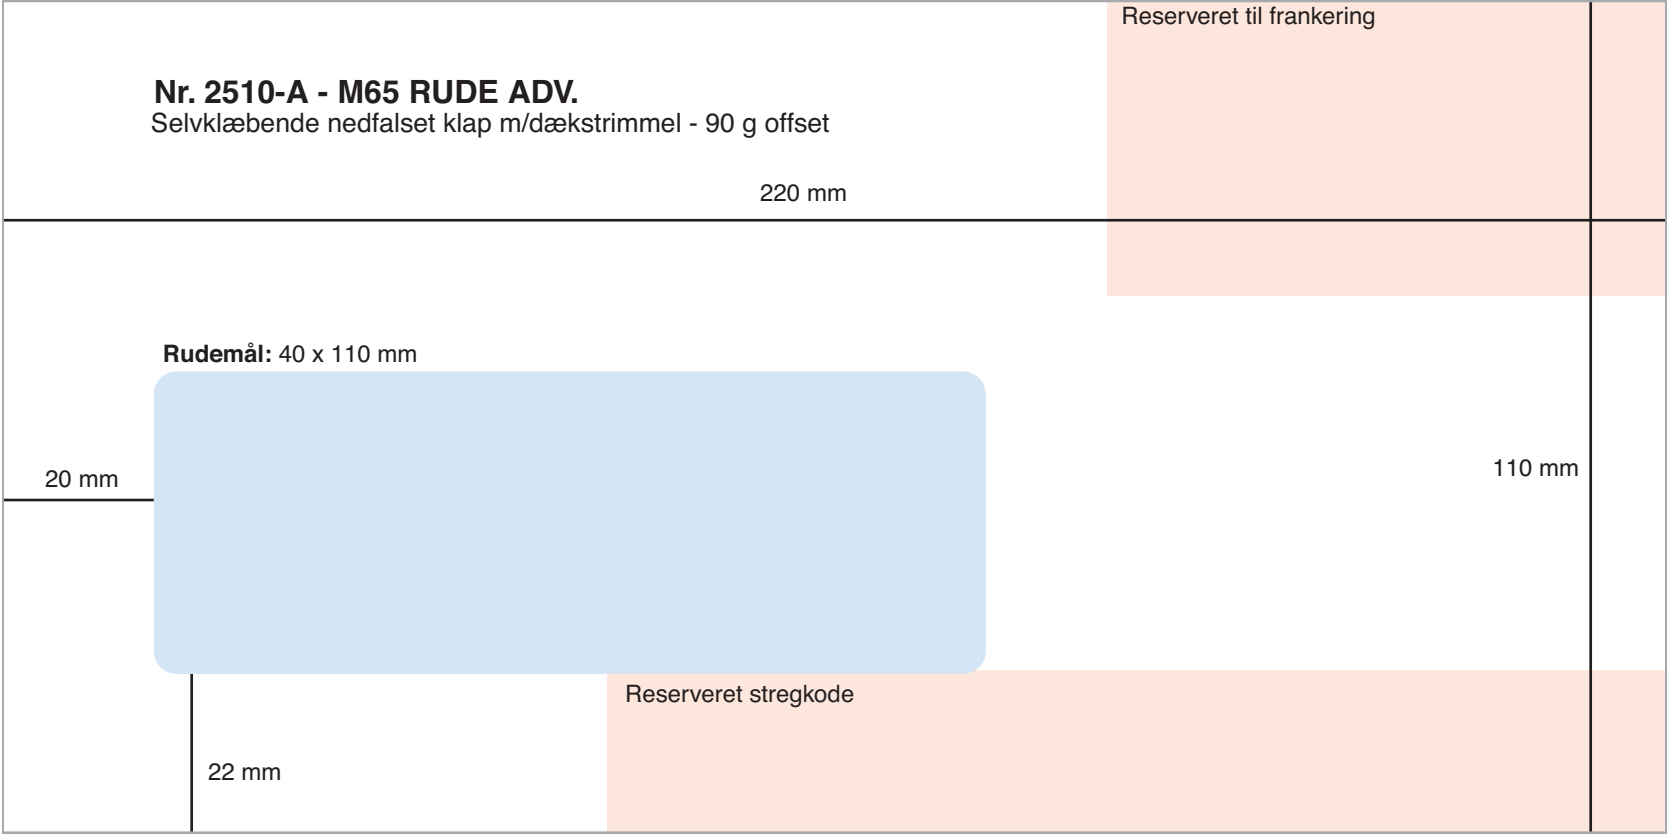 Reserveret til frankering
Nr. 2510-A - M65 RUDE ADV.
Selvklæbende nedfalset klap m/dækstrimmel - 90 g offset
220 mm
Rudemål: 40 x 110 mm
20 mm
110 mm
Reserveret stregkode
22 mm